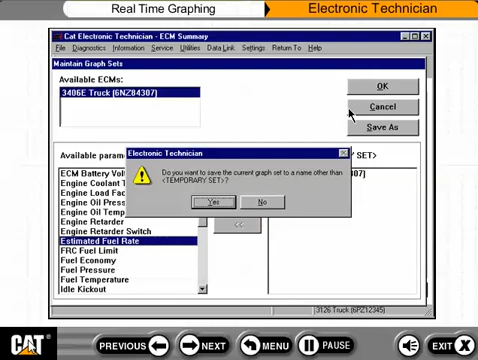 Real Time Graphing
Electronic Technician
Cat Electronic Technician - ECM Summary
File Diagnostics Information Service Utilities Data Link Settings Return To Help
Maintain Graph Sets
Available ECMs:
3406E Truck (6NZ84307)
OK
Cancel
Save As
Available param
Y SET>
ECM Battery Volt
Engine Coolant T
Engine Load Fac
Engine Oil Press
Engine Oil Temp
Engine Retarder
Engine Retarder Switch
Estimated Fuel Rate
FRC Fuel Limit
Fuel Economy
Fuel Pressure
Fuel Temperature
Idle Kickout
<<
Electronic Technician
Do you want to save the current graph set to a name other than
<TEMPORARY SET>?
Yes
No
3126 Truck (6PZ12345)
CAT
PREVIOUS
NEXT
MENU
PAUSE
EXIT